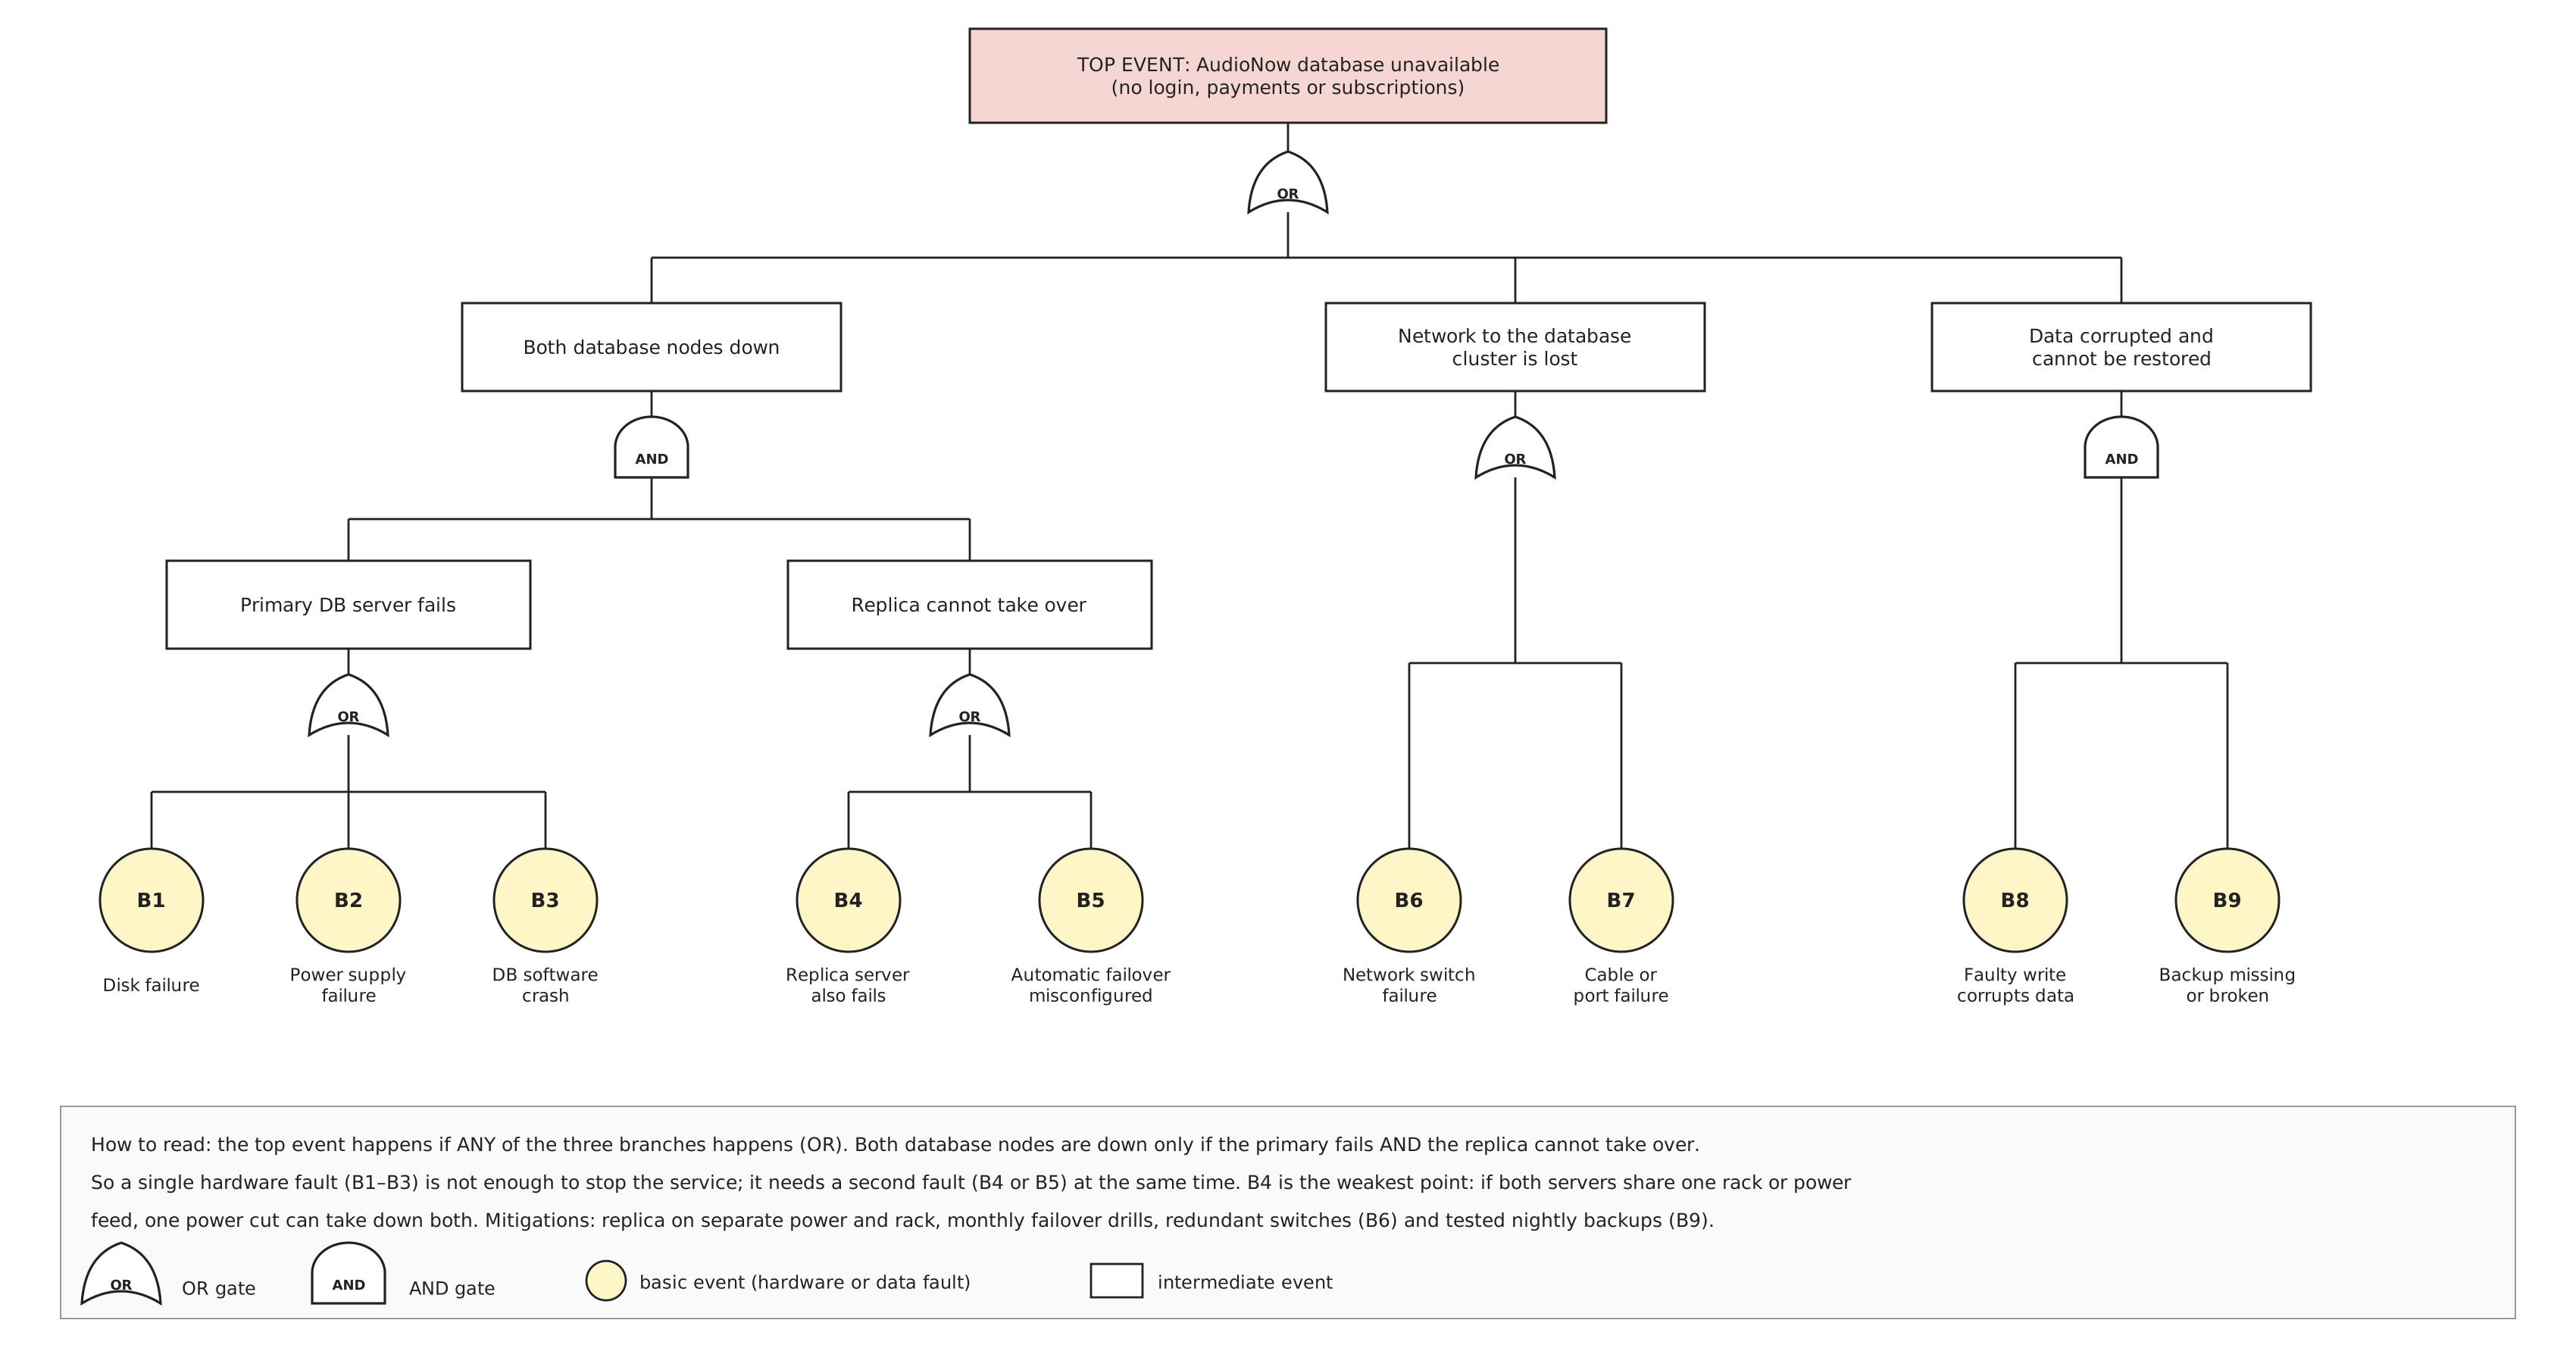 TOP EVENT: AudioNow database unavailable
(no login, payments or subscriptions)
OR
Both database nodes down
Network to the database
cluster is lost
Data corrupted and
cannot be restored
AND
OR
AND
Primary DB server fails
Replica cannot take over
OR
OR
B1
B2
B3
B4
B5
B6
B7
B8
B9
Disk failure
Power supply
failure
DB software
crash
Replica server
also fails
Automatic failover
misconfigured
Network switch
failure
Cable or
port failure
Faulty write
corrupts data
Backup missing
or broken
How to read: the top event happens if ANY of the three branches happens (OR). Both database nodes are down only if the primary fails AND the replica cannot take over.
So a single hardware fault (B1–B3) is not enough to stop the service; it needs a second fault (B4 or B5) at the same time. B4 is the weakest point: if both servers share one rack or power
feed, one power cut can take down both. Mitigations: replica on separate power and rack, monthly failover drills, redundant switches (B6) and tested nightly backups (B9).
OR
OR gate
AND
AND gate
basic event (hardware or data fault)
intermediate event